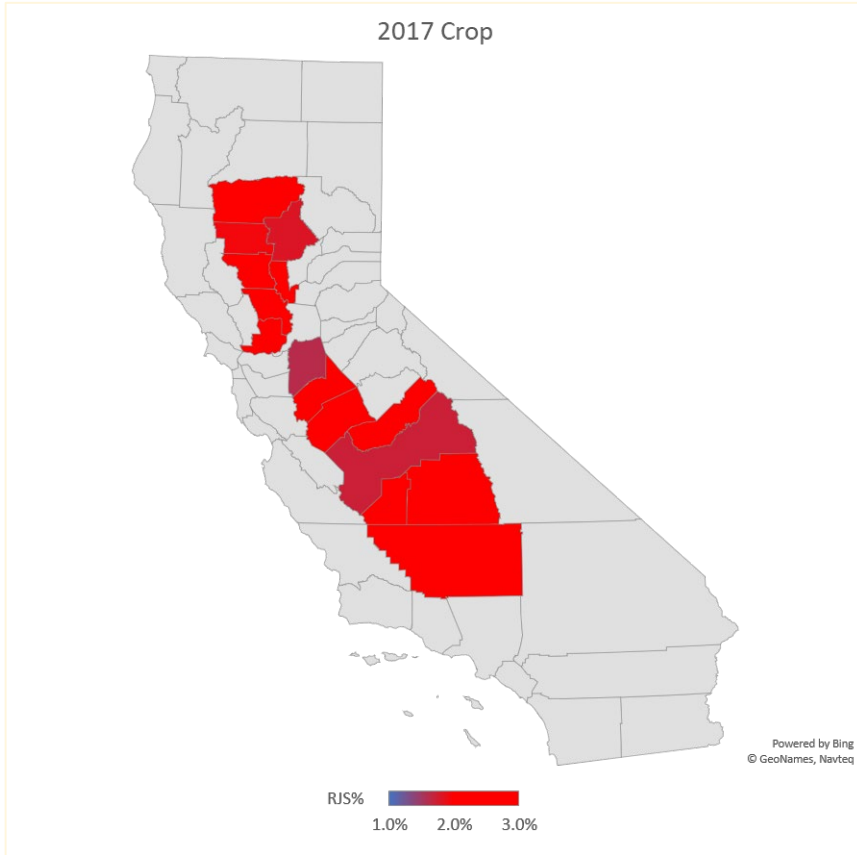 2017 Crop
Powered by Bing
© GeoNames, Navteq
RJS%
1.0% 2.0% 3.0%